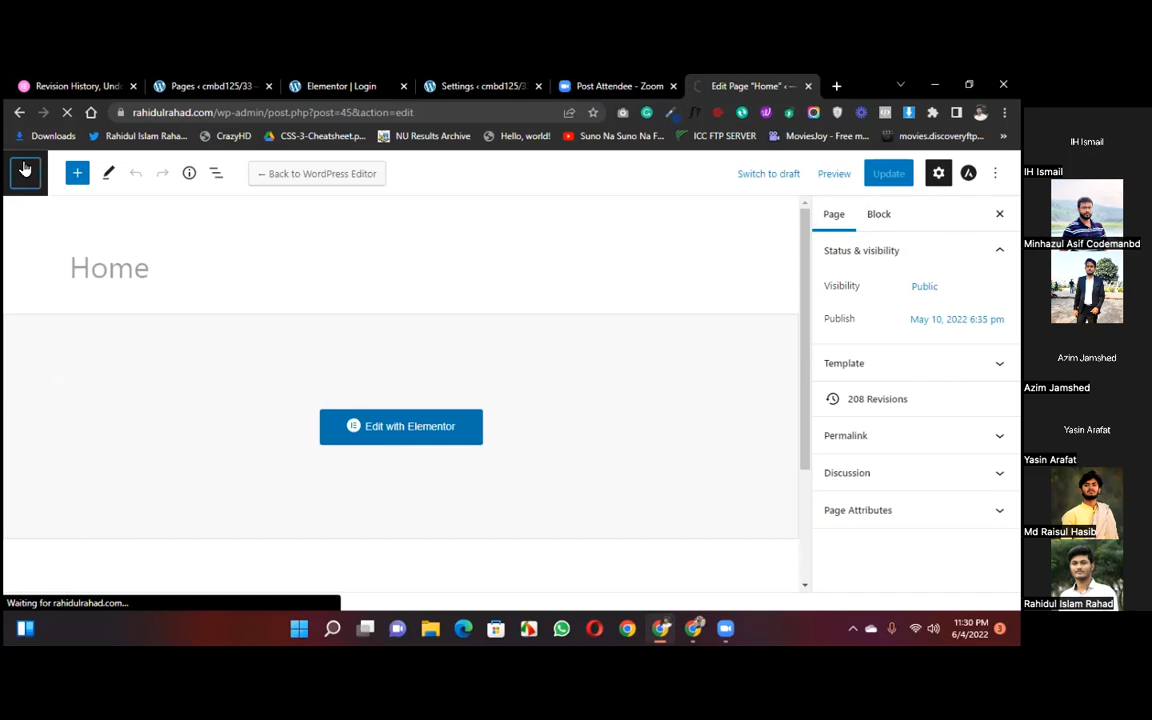 Revision History, Und
Pages ‹ cmbd125/33 –
Elementor | Login
Settings ‹ cmbd125/33
Post Attendee - Zoom
Edit Page "Home" ‹
rahidulrahad.com/wp-admin/post.php?post=45&action=edit
Downloads
Rahidul Islam Raha...
CrazyHD
CSS-3-Cheatsheet.p...
NU Results Archive
Hello, world!
Suno Na Suno Na F...
ICC FTP SERVER
MoviesJoy - Free m...
movies.discoveryftp...
← Back to WordPress Editor
Switch to draft
Preview
Update
Home
Edit with Elementor
Page
Block
Status & visibility
Visibility
Public
Publish
May 10, 2022 6:35 pm
Template
208 Revisions
Permalink
Discussion
Page Attributes
Waiting for rahidulrahad.com...
11:30 PM
6/4/2022
3
IH Ismail
IH Ismail
Minhazul Asif Codemanbd
Azim Jamshed
Azim Jamshed
Yasin Arafat
Yasin Arafat
Md Raisul Hasib
Rahidul Islam Rahad